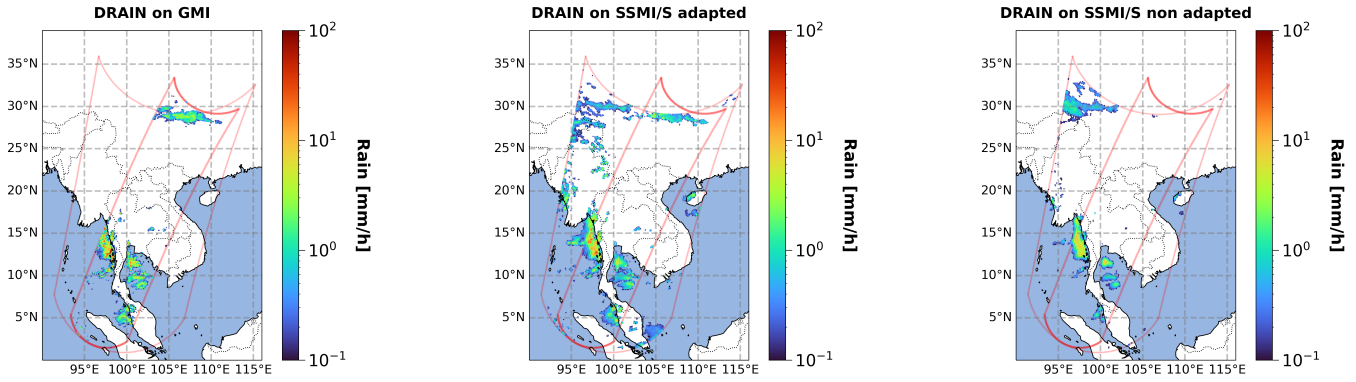 DRAIN on GMI
35°N
30°N
25°N
20°N
15°N
10°N
5°N
95°E 100°E 105°E 110°E 115°E
10²
10¹
10⁰
10⁻¹
Rain [mm/h]
DRAIN on SSMI/S adapted
35°N
30°N
25°N
20°N
15°N
10°N
5°N
95°E 100°E 105°E 110°E 115°E
10²
10¹
10⁰
10⁻¹
Rain [mm/h]
DRAIN on SSMI/S non adapted
35°N
30°N
25°N
20°N
15°N
10°N
5°N
95°E 100°E 105°E 110°E 115°E
10²
10¹
10⁰
10⁻¹
Rain [mm/h]